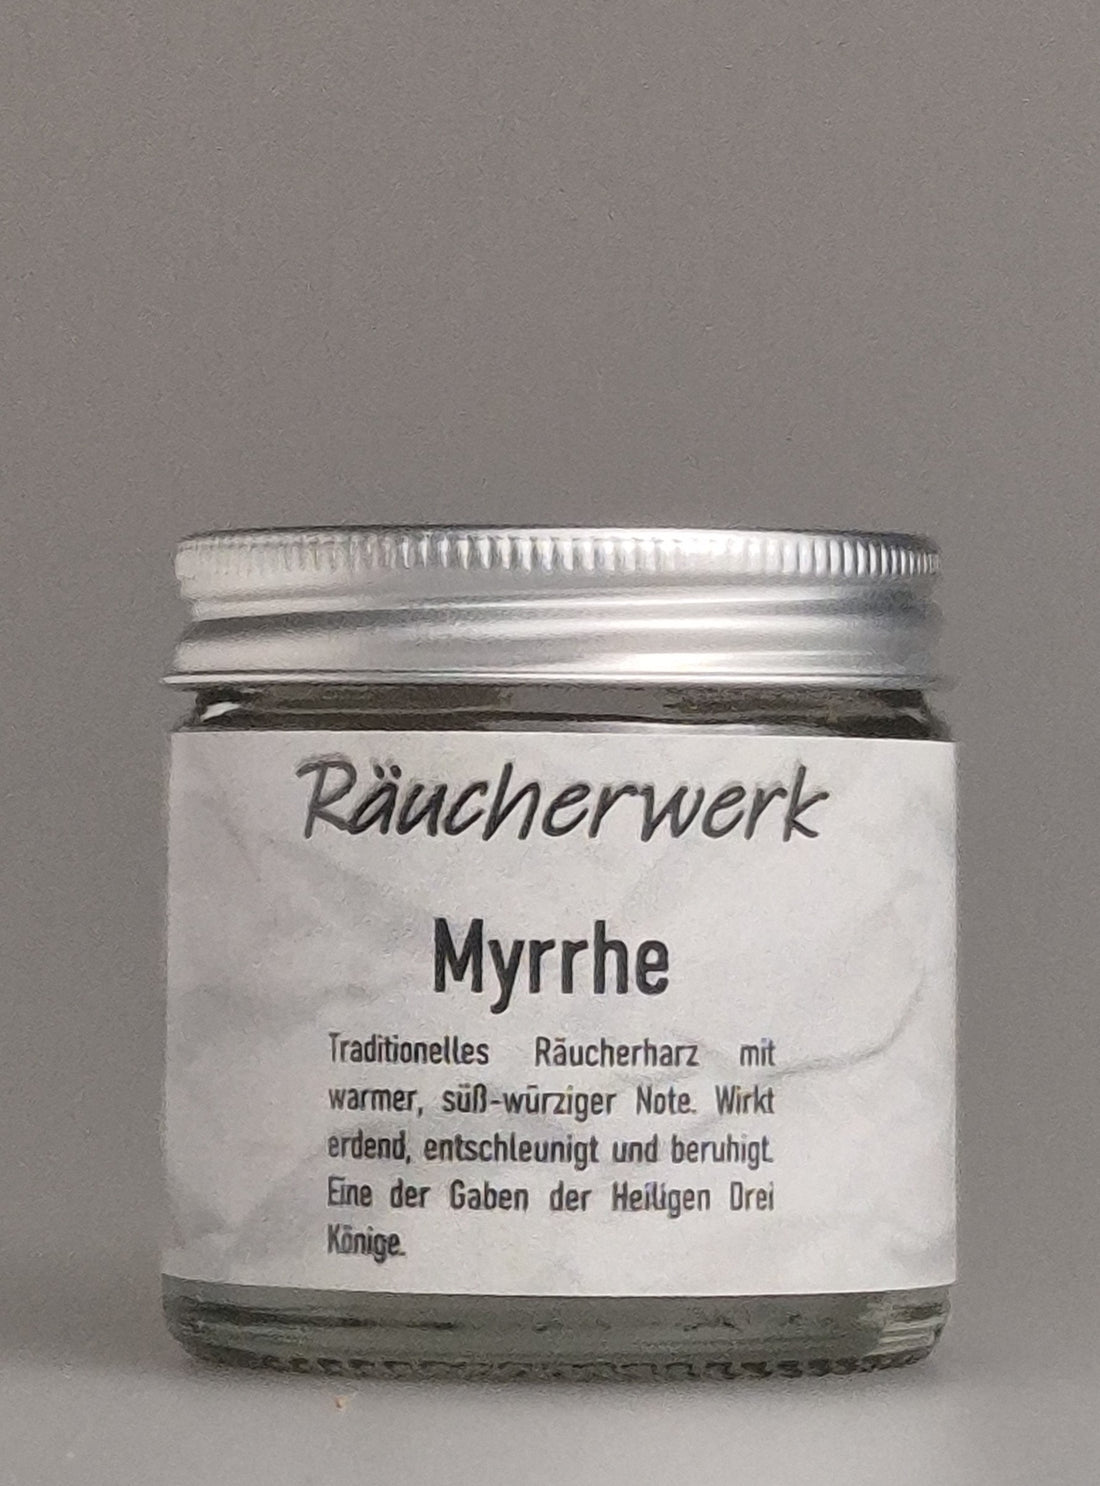 Räucherwerk
Myrrhe
Traditionelles Räucherharz mit
warmer, süß-würziger Note. Wirkt
erdend, entschleunigt und beruhigt.
Eine der Gaben der Heiligen Drei
Könige.